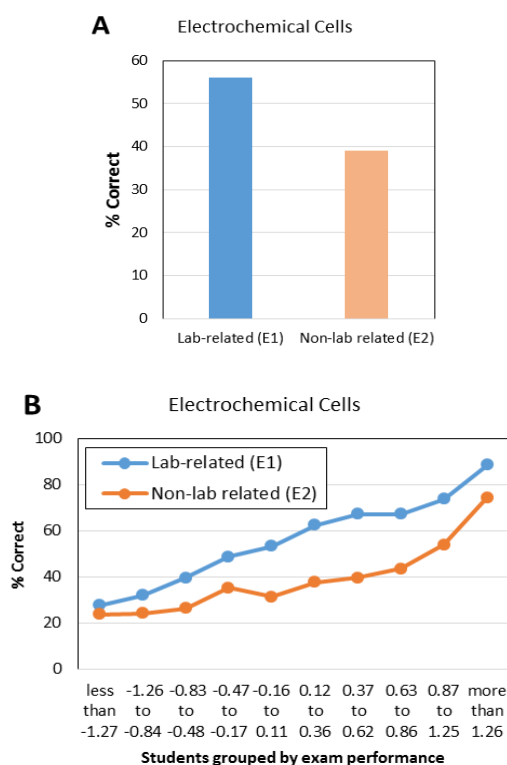 A
Electrochemical Cells
% Correct
60
50
40
30
20
10
0
Lab-related (E1) Non-lab related (E2)
B
Electrochemical Cells
% Correct
100
80
60
40
20
0
Lab-related (E1)
Non-lab related (E2)
less -1.26 -0.83 -0.47 -0.16 0.12 0.37 0.63 0.87 more
than to to to to to to to to than
-1.27 -0.84 -0.48 -0.17 0.11 0.36 0.62 0.86 1.25 1.26
Students grouped by exam performance